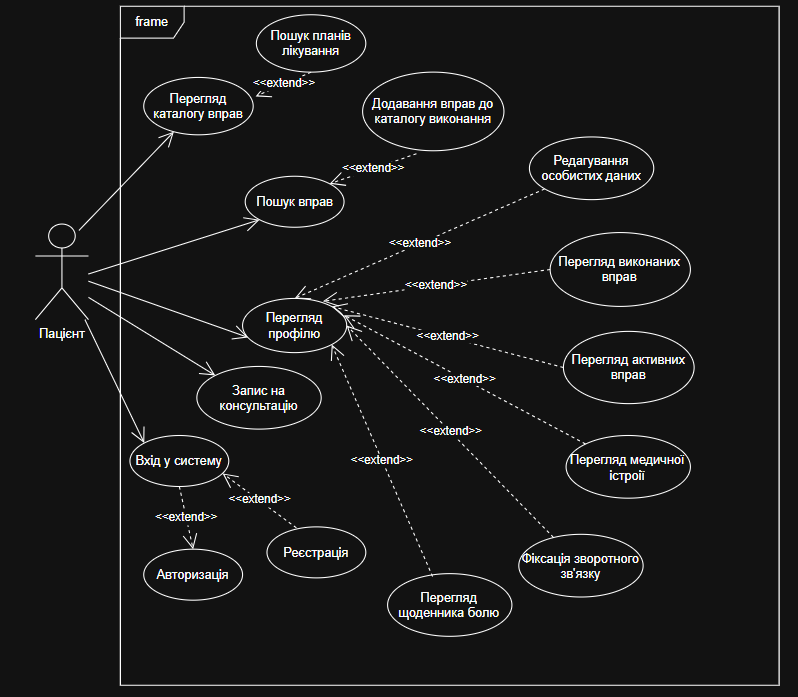 frame
Пошук планів
лікування
<<extend>>
Перегляд
каталогу вправ
Додавання вправ до
каталогу виконання
<<extend>>
Пошук вправ
Редагування
особистих даних
<<extend>>
Перегляд виконаних
вправ
<<extend>>
Пацієнт
Перегляд
профілю
<<extend>>
Перегляд активних
вправ
<<extend>>
Запис на
консультацію
<<extend>>
Перегляд медичної
істроії
Вхід у систему
<<extend>>
<<extend>>
<<extend>>
Авторизація
Реєстрація
Фіксація зворотного
зв'язку
Перегляд
щоденника болю